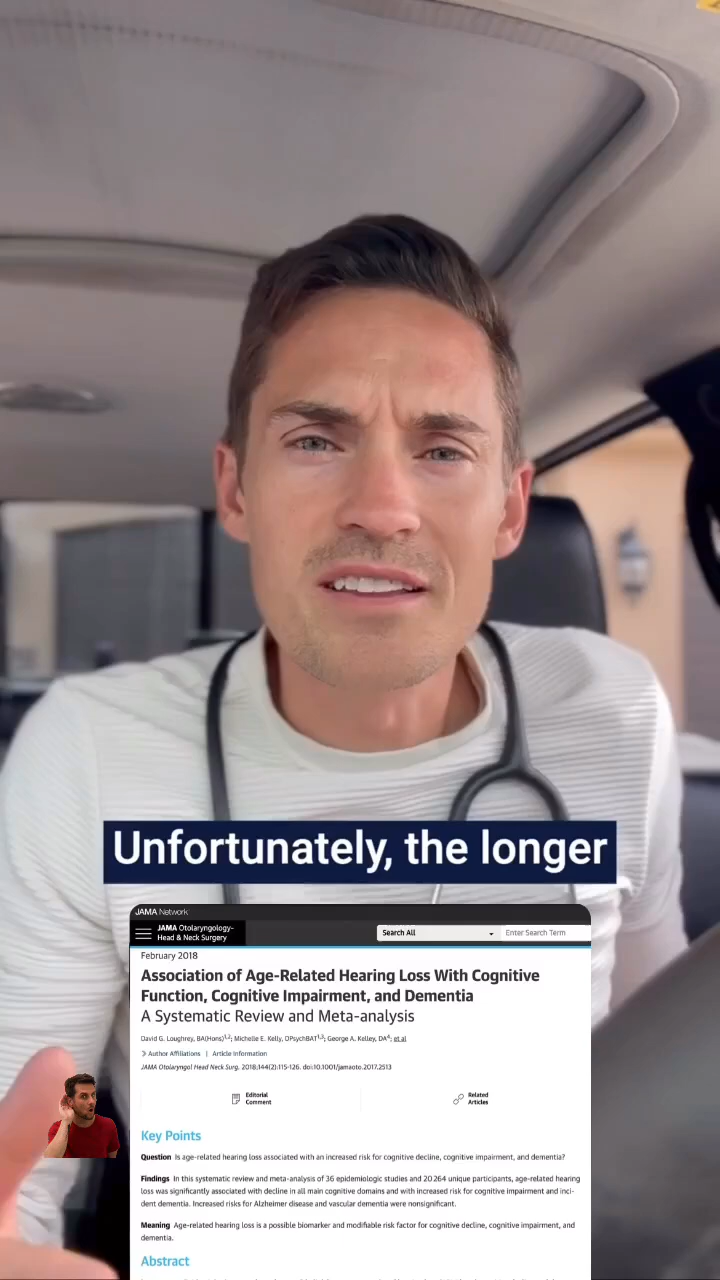 Unfortunately, the longer
JAMA Network
JAMA Otolaryngology–
Head & Neck Surgery
Search All
Enter Search Term
February 2018
Association of Age-Related Hearing Loss With Cognitive
Function, Cognitive Impairment, and Dementia
A Systematic Review and Meta-analysis
David G. Loughrey, BA(Hons)1,2; Michelle E. Kelly, DPsychBAT1,3; George A. Kelley, DA4; et al
Author Affiliations | Article Information
JAMA Otolaryngol Head Neck Surg. 2018;144(2):115-126. doi:10.1001/jamaoto.2017.2513
Editorial
Comment
Related
Articles
Key Points
Question Is age-related hearing loss associated with an increased risk for cognitive decline, cognitive impairment, and dementia?
Findings In this systematic review and meta-analysis of 36 epidemiologic studies and 20 264 unique participants, age-related hearing
loss was significantly associated with decline in all main cognitive domains and with increased risk for cognitive impairment and inci-
dent dementia. Increased risks for Alzheimer disease and vascular dementia were nonsignificant.
Meaning Age-related hearing loss is a possible biomarker and modifiable risk factor for cognitive decline, cognitive impairment, and
dementia.
Abstract